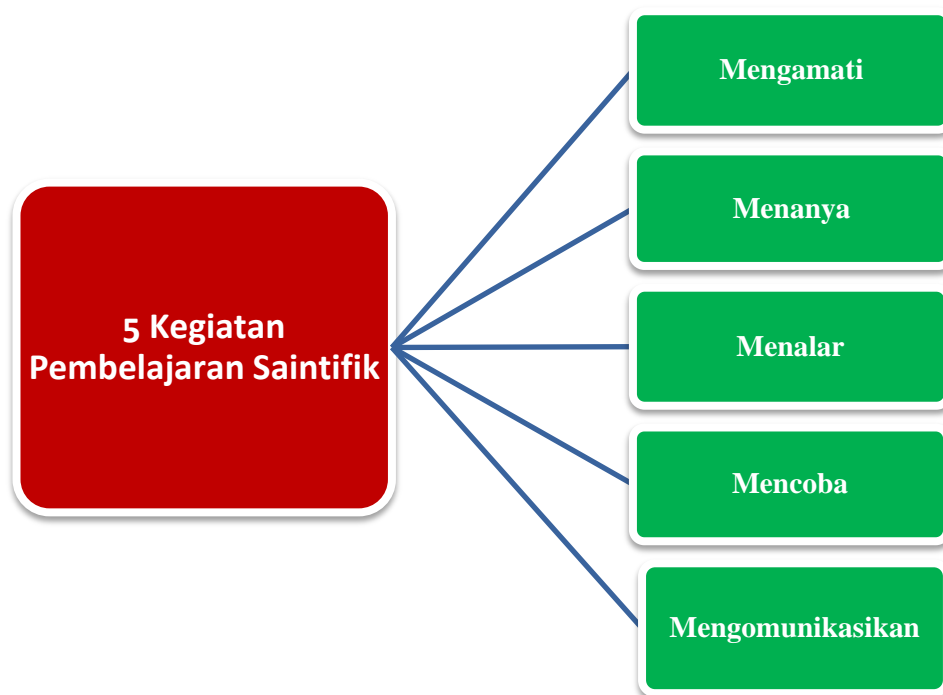 5 Kegiatan
Pembelajaran Saintifik
Mengamati
Menanya
Menalar
Mencoba
Mengomunikasikan